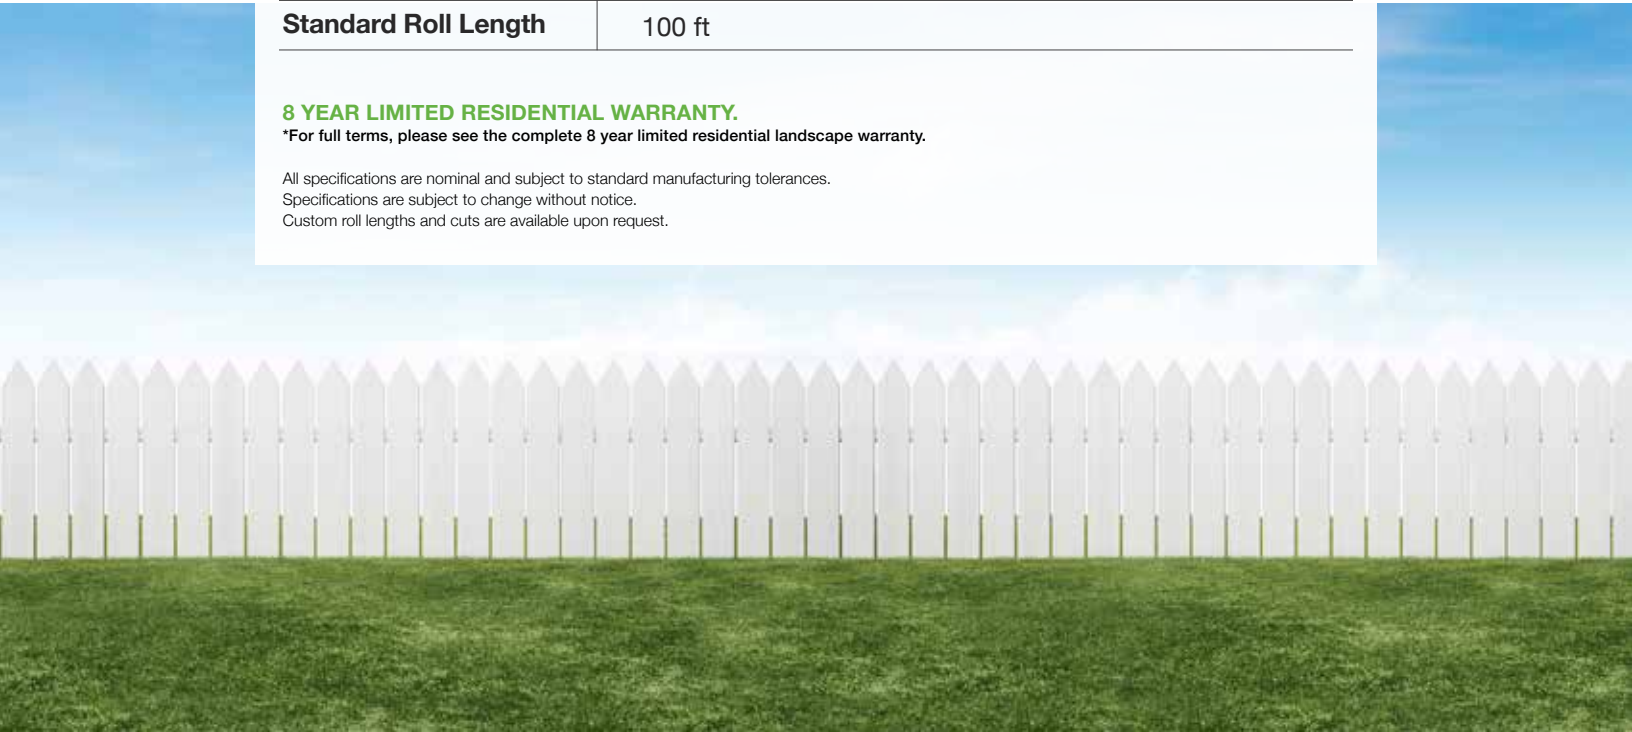 Standard Roll Length 100 ft
8 YEAR LIMITED RESIDENTIAL WARRANTY.
*For full terms, please see the complete 8 year limited residential landscape warranty.
All specifications are nominal and subject to standard manufacturing tolerances.
Specifications are subject to change without notice.
Custom roll lengths and cuts are available upon request.